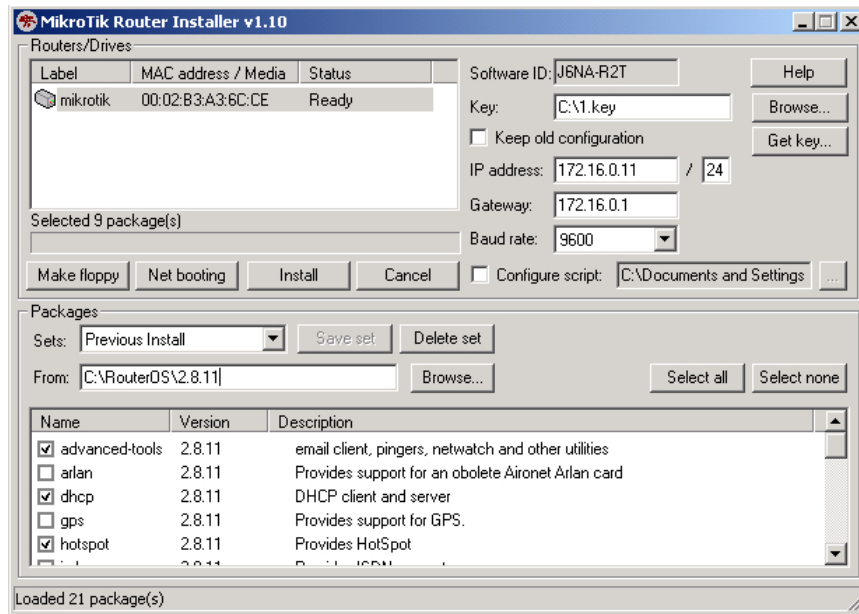 MikroTik Router Installer v1.10
Routers/Drives
Label MAC address / Media Status
mikrotik 00:02:B3:A3:6C:CE Ready
Selected 9 package(s)
Make floppy Net booting Install Cancel
Software ID: J6NA-R2T Help
Key: C:\1.key Browse...
Keep old configuration Get key...
IP address: 172.16.0.11 / 24
Gateway: 172.16.0.1
Baud rate: 9600
Configure script: C:\Documents and Settings ...
Packages
Sets: Previous Install Save set Delete set
From: C:\RouterOS\2.8.11 Browse... Select all Select none
Name Version Description
advanced-tools 2.8.11 email client, pingers, netwatch and other utilities
arlan 2.8.11 Provides support for an obolete Aironet Arlan card
dhcp 2.8.11 DHCP client and server
gps 2.8.11 Provides support for GPS.
hotspot 2.8.11 Provides HotSpot
Loaded 21 package(s)